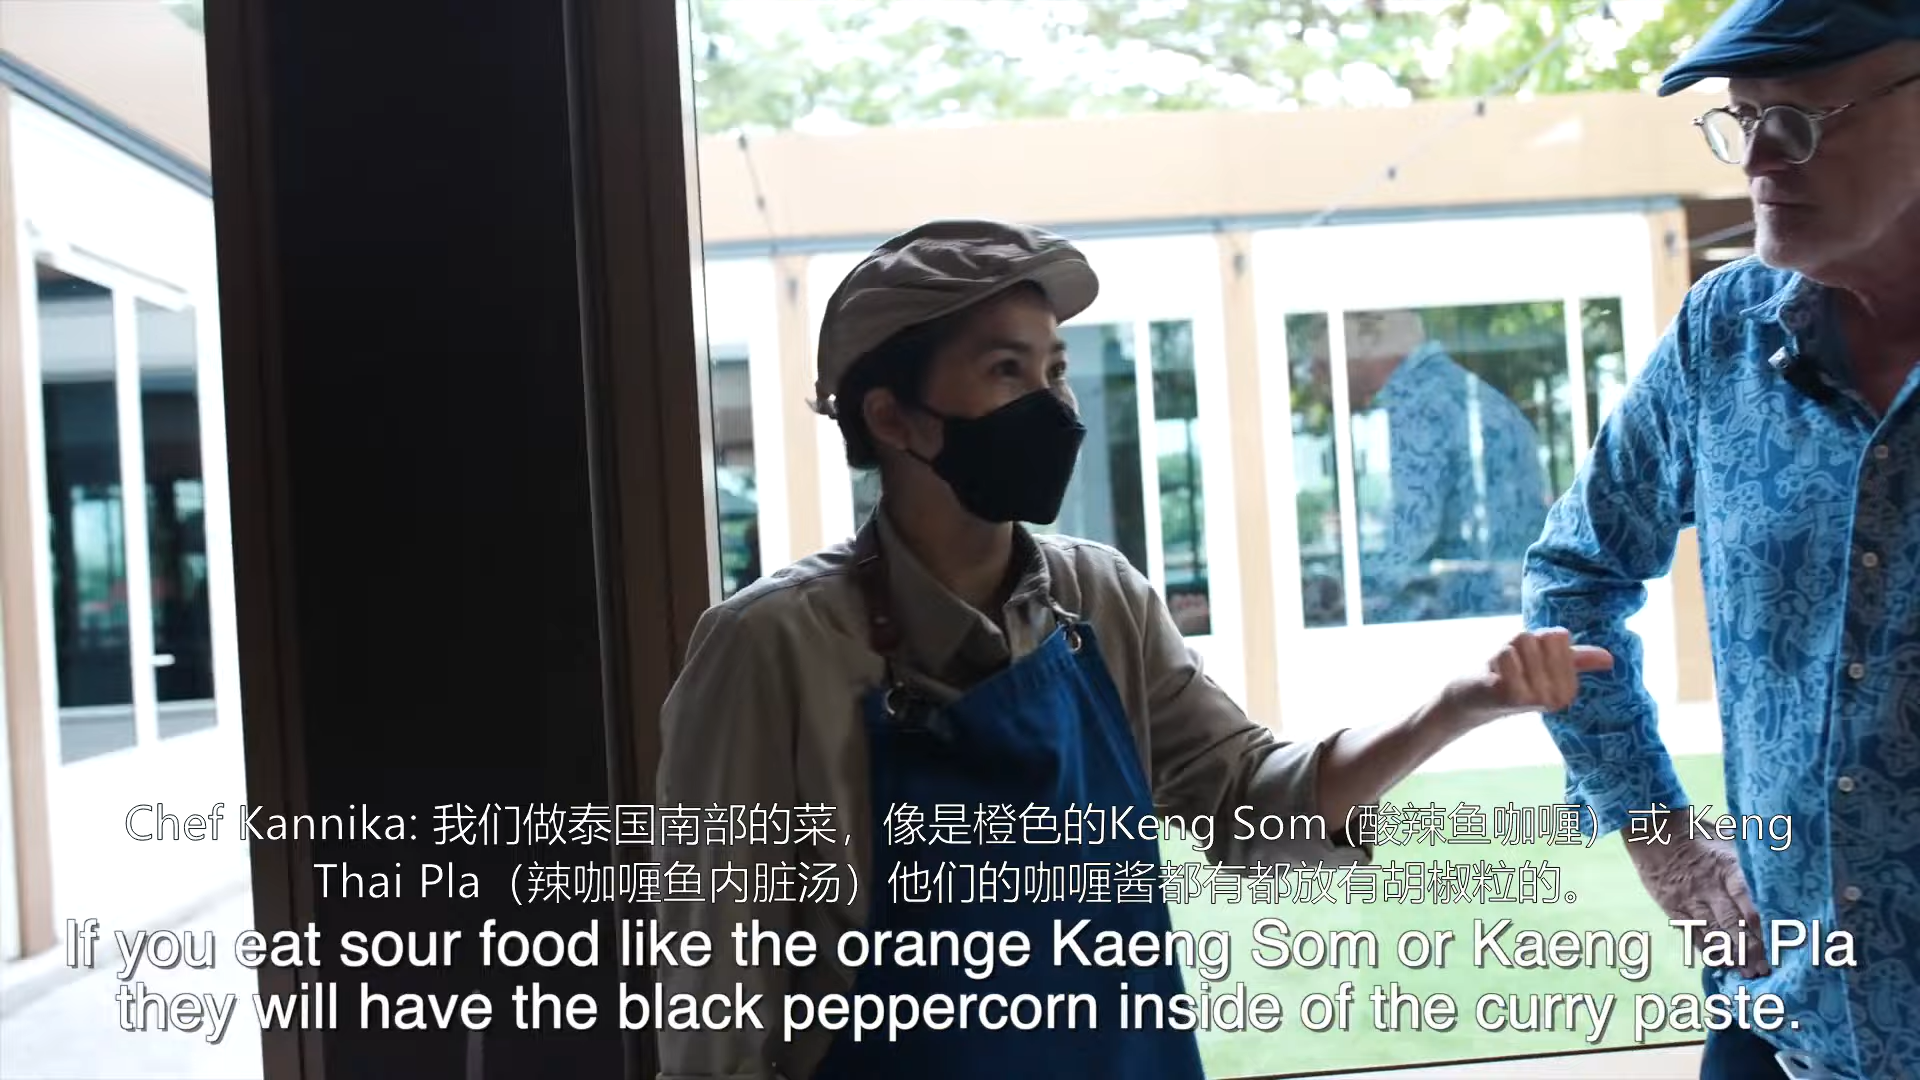 Chef Kannika: 我们做泰国南部的菜，像是橙色的Keng Som (酸辣鱼咖喱）或 Keng
Thai Pla（辣咖喱鱼内脏汤）他们的咖喱酱都有都放有胡椒粒的。
If you eat sour food like the orange Kaeng Som or Kaeng Tai Pla
they will have the black peppercorn inside of the curry paste.